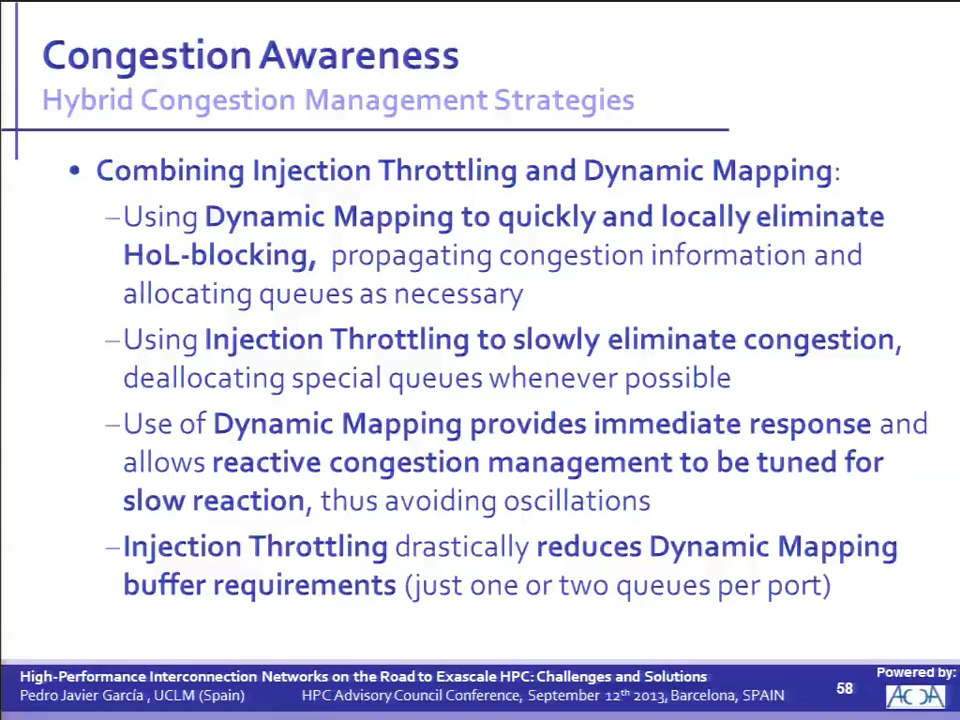 Congestion Awareness
Hybrid Congestion Management Strategies
• Combining Injection Throttling and Dynamic Mapping:
–Using Dynamic Mapping to quickly and locally eliminate
HoL-blocking, propagating congestion information and
allocating queues as necessary
–Using Injection Throttling to slowly eliminate congestion,
deallocating special queues whenever possible
–Use of Dynamic Mapping provides immediate response and
allows reactive congestion management to be tuned for
slow reaction, thus avoiding oscillations
–Injection Throttling drastically reduces Dynamic Mapping
buffer requirements (just one or two queues per port)
High-Performance Interconnection Networks on the Road to Exascale HPC: Challenges and Solutions
Pedro Javier García , UCLM (Spain) HPC Advisory Council Conference, September 12th 2013, Barcelona, SPAIN
58
Powered by: